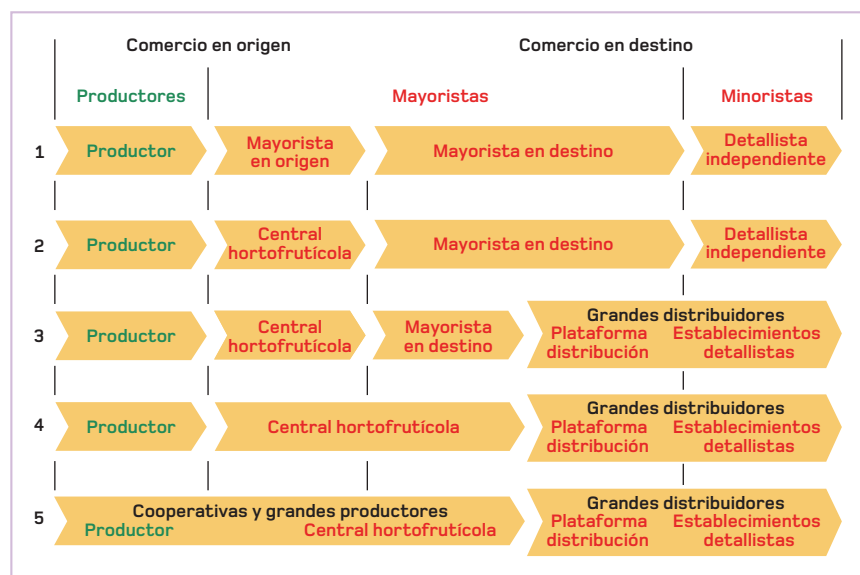 Comercio en origen Comercio en destino
Productores Mayoristas Minoristas
1 Productor Mayorista en origen Mayorista en destino Detallista independiente
2 Productor Central hortofrutícola Mayorista en destino Detallista independiente
3 Productor Central hortofrutícola Mayorista en destino Grandes distribuidores Plataforma distribución Establecimientos detallistas
4 Productor Central hortofrutícola Grandes distribuidores Plataforma distribución Establecimientos detallistas
5 Cooperativas y grandes productores Productor Central hortofrutícola Grandes distribuidores Plataforma distribución Establecimientos detallistas